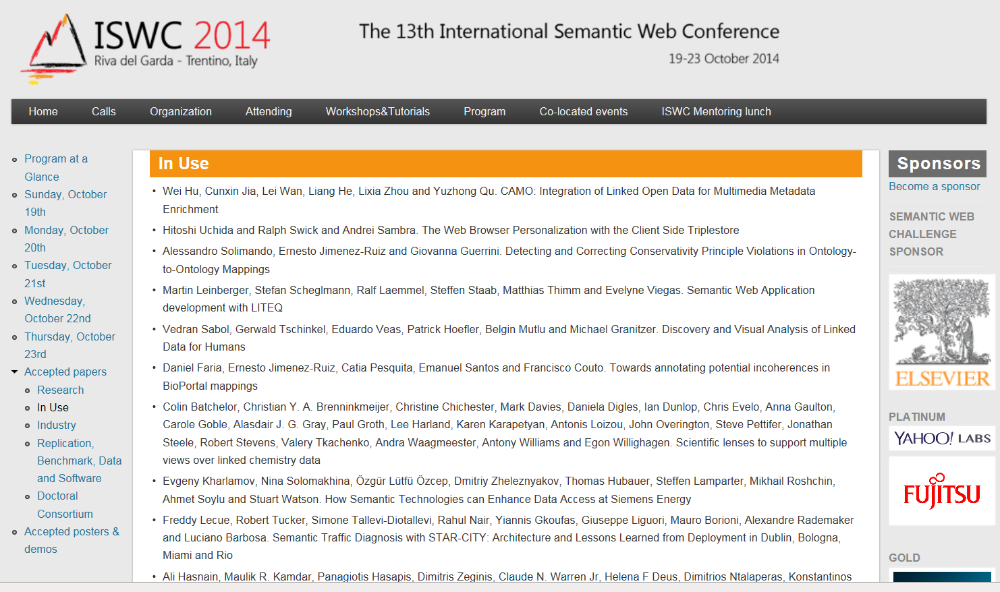 ISWC 2014
Riva del Garda - Trentino, Italy
The 13th International Semantic Web Conference
19-23 October 2014
Home Calls Organization Attending Workshops&Tutorials Program Co-located events ISWC Mentoring lunch
Program at a
Glance
Sunday, October
19th
Monday, October
20th
Tuesday, October
21st
Wednesday,
October 22nd
Thursday, October
23rd
Accepted papers
Research
In Use
Industry
Replication,
Benchmark, Data
and Software
Doctoral
Consortium
Accepted posters &
demos
In Use
• Wei Hu, Cunxin Jia, Lei Wan, Liang He, Lixia Zhou and Yuzhong Qu. CAMO: Integration of Linked Open Data for Multimedia Metadata
Enrichment
• Hitoshi Uchida and Ralph Swick and Andrei Sambra. The Web Browser Personalization with the Client Side Triplestore
• Alessandro Solimando, Ernesto Jimenez-Ruiz and Giovanna Guerrini. Detecting and Correcting Conservativity Principle Violations in Ontology-
to-Ontology Mappings
• Martin Leinberger, Stefan Scheglmann, Ralf Laemmel, Steffen Staab, Matthias Thimm and Evelyne Viegas. Semantic Web Application
development with LITEQ
• Vedran Sabol, Gerwald Tschinkel, Eduardo Veas, Patrick Hoefler, Belgin Mutlu and Michael Granitzer. Discovery and Visual Analysis of Linked
Data for Humans
• Daniel Faria, Ernesto Jimenez-Ruiz, Catia Pesquita, Emanuel Santos and Francisco Couto. Towards annotating potential incoherences in
BioPortal mappings
• Colin Batchelor, Christian Y. A. Brenninkmeijer, Christine Chichester, Mark Davies, Daniela Digles, Ian Dunlop, Chris Evelo, Anna Gaulton,
Carole Goble, Alasdair J. G. Gray, Paul Groth, Lee Harland, Karen Karapetyan, Antonis Loizou, John Overington, Steve Pettifer, Jonathan
Steele, Robert Stevens, Valery Tkachenko, Andra Waagmeester, Antony Williams and Egon Willighagen. Scientific lenses to support multiple
views over linked chemistry data
• Evgeny Kharlamov, Nina Solomakhina, Özgür Lütfü Özcep, Dmitriy Zheleznyakov, Thomas Hubauer, Steffen Lamparter, Mikhail Roshchin,
Ahmet Soylu and Stuart Watson. How Semantic Technologies can Enhance Data Access at Siemens Energy
• Freddy Lecue, Robert Tucker, Simone Tallevi-Diotallevi, Rahul Nair, Yiannis Gkoufas, Giuseppe Liguori, Mauro Borioni, Alexandre Rademaker
and Luciano Barbosa. Semantic Traffic Diagnosis with STAR-CITY: Architecture and Lessons Learned from Deployment in Dublin, Bologna,
Miami and Rio
• Ali Hasnain, Maulik R. Kamdar, Panagiotis Hasapis, Dimitris Zeginis, Claude N. Warren Jr, Helena F Deus, Dimitrios Ntalaperas, Konstantinos
Sponsors
Become a sponsor
SEMANTIC WEB
CHALLENGE
SPONSOR
ELSEVIER
PLATINUM
YAHOO! LABS
FUJITSU
GOLD